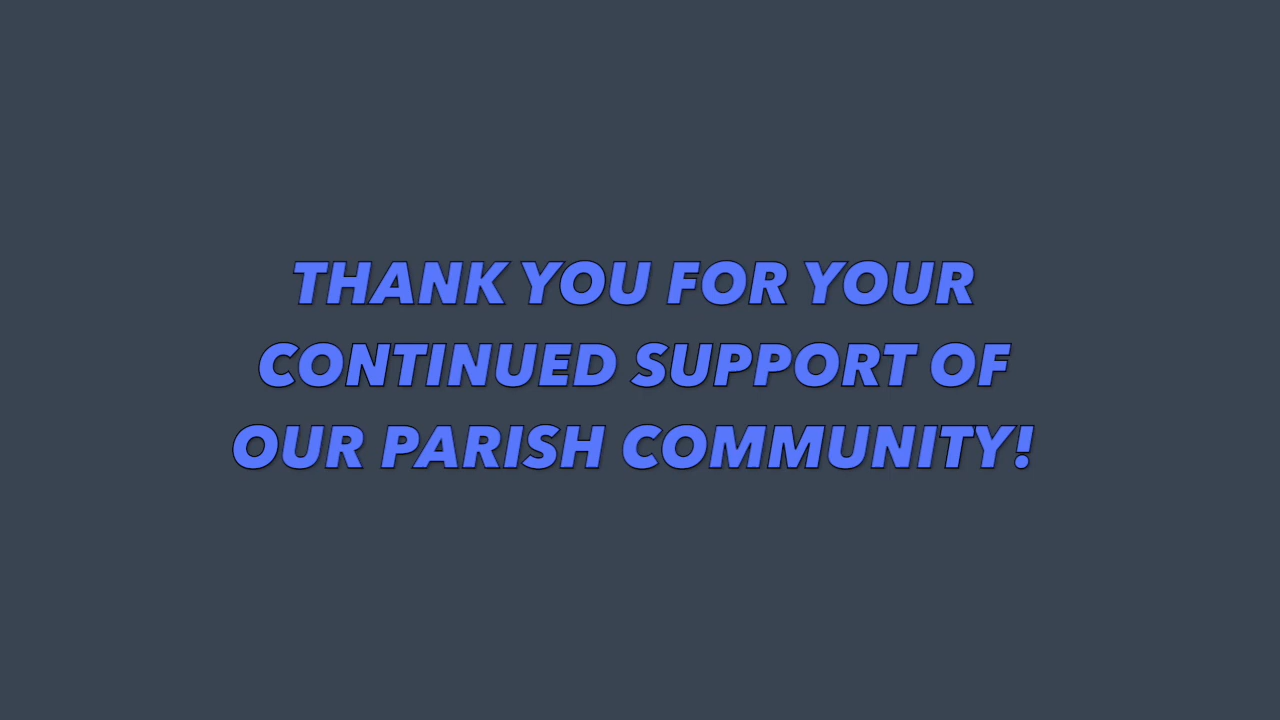 THANK YOU FOR YOUR
CONTINUED SUPPORT OF
OUR PARISH COMMUNITY!